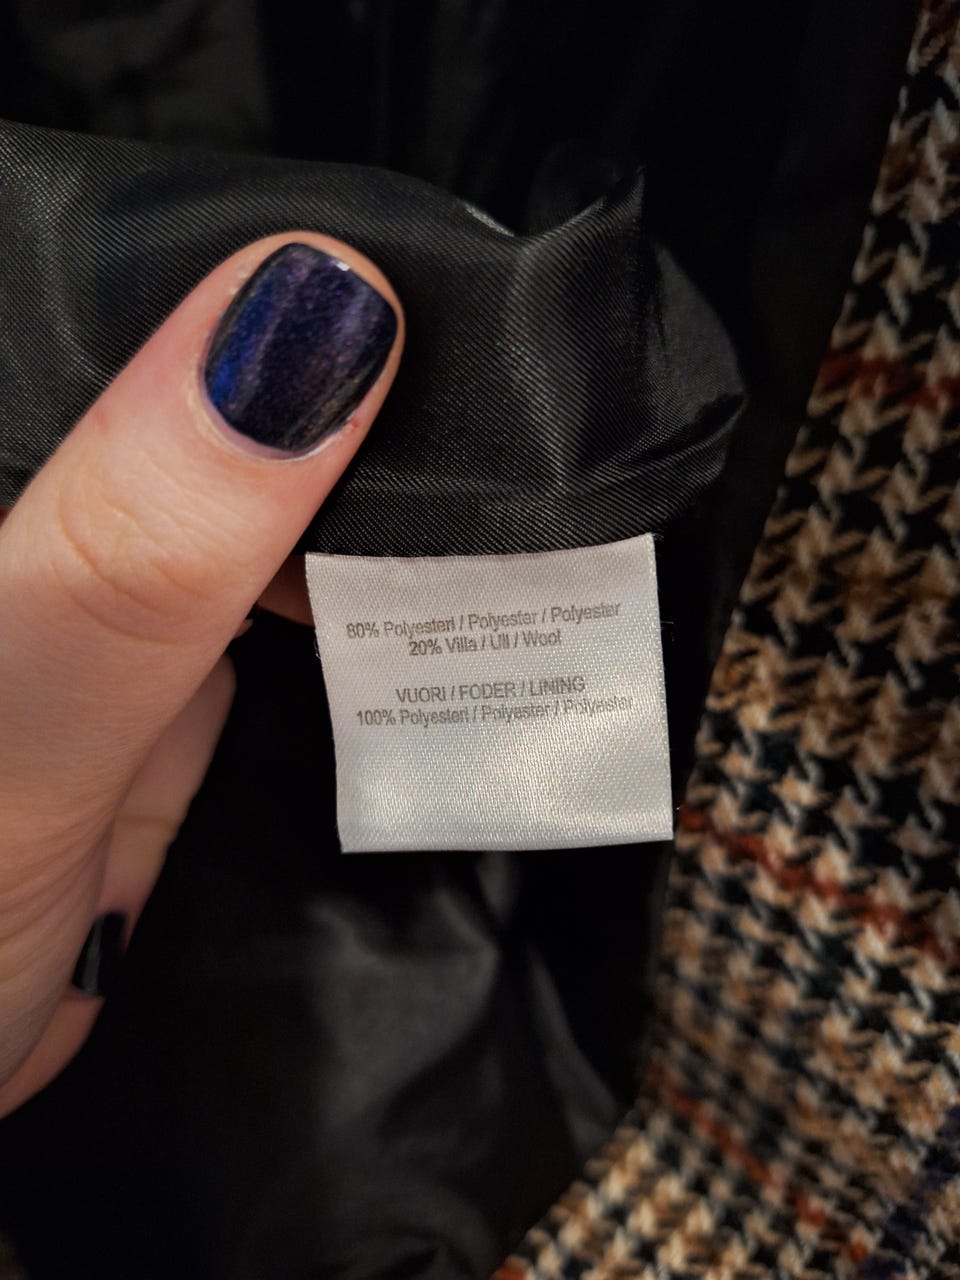 80% Polyesteri / Polyester / Polyester
20% Villa / Ull / Wool
VUORI / FODER / LINING
100% Polyesteri / Polyester / Polyester